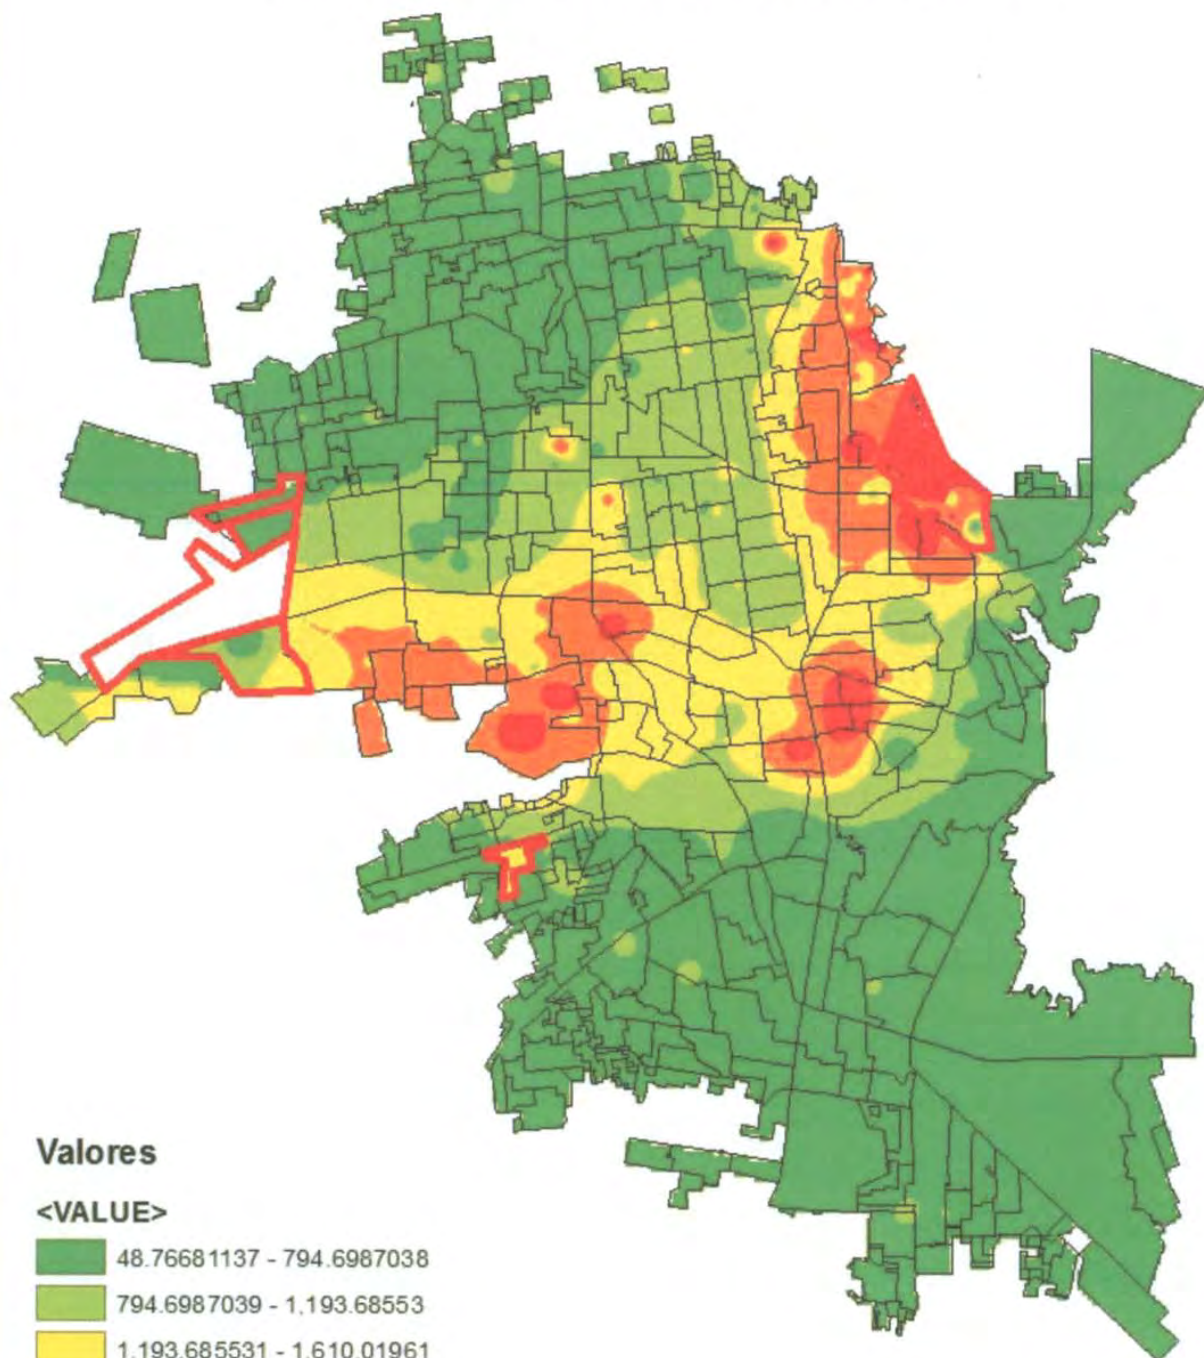 Valores
<VALUE>
48.76681137 - 794.6987038
794.6987039 - 1,193.68553
1,193.685531 - 1,610.01961